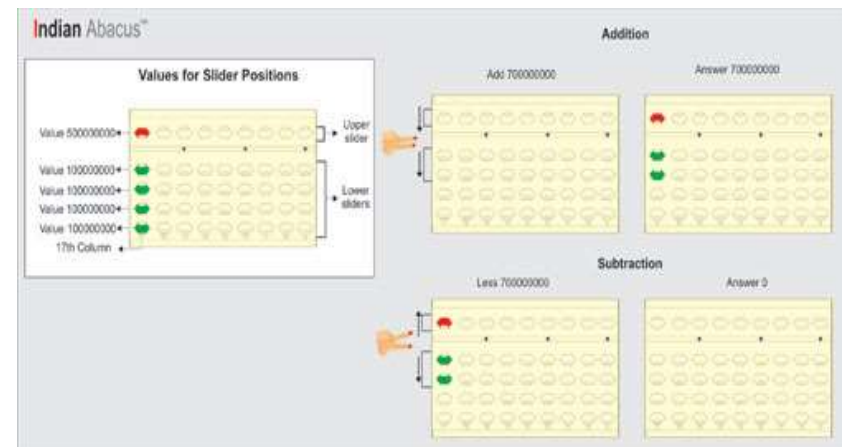 Indian Abacus™
Values for Slider Positions
Value 500000000
Upper slider
Value 100000000
Value 100000000
Value 100000000
Value 100000000
Lower sliders
17th Column
Addition
Add 700000000
Answer 700000000
Subtraction
Less 700000000
Answer 0